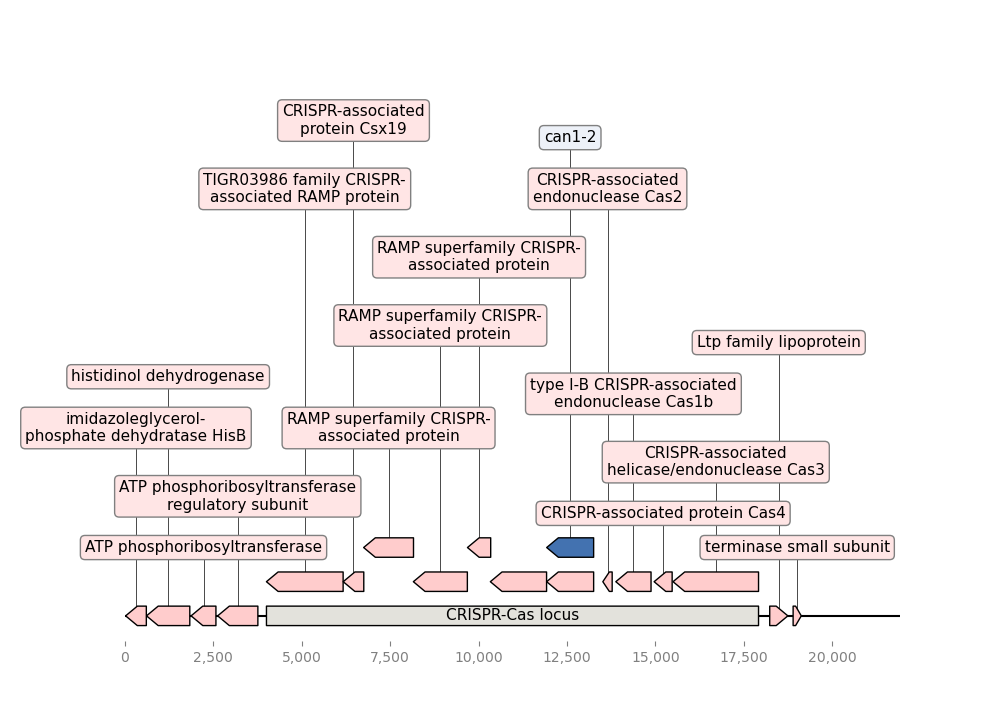 CRISPR-associated
protein Csx19
can1-2
TIGR03986 family CRISPR-
associated RAMP protein
CRISPR-associated
endonuclease Cas2
RAMP superfamily CRISPR-
associated protein
RAMP superfamily CRISPR-
associated protein
Ltp family lipoprotein
histidinol dehydrogenase
type I-B CRISPR-associated
endonuclease Cas1b
imidazoleglycerol-
phosphate dehydratase HisB
RAMP superfamily CRISPR-
associated protein
CRISPR-associated
helicase/endonuclease Cas3
ATP phosphoribosyltransferase
regulatory subunit
CRISPR-associated protein Cas4
ATP phosphoribosyltransferase
terminase small subunit
CRISPR-Cas locus
0
2,500
5,000
7,500
10,000
12,500
15,000
17,500
20,000